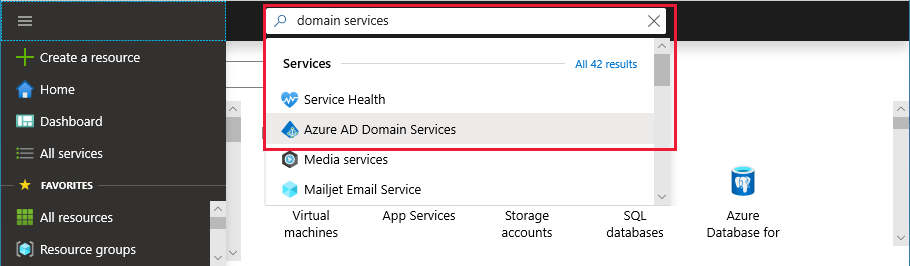 domain services
Create a resource
Home
Dashboard
All services
FAVORITES
All resources
Resource groups
Services
All 42 results
Service Health
Azure AD Domain Services
Media services
Mailjet Email Service
Virtual
machines
App Services
Storage
accounts
SQL
databases
Azure
Database for